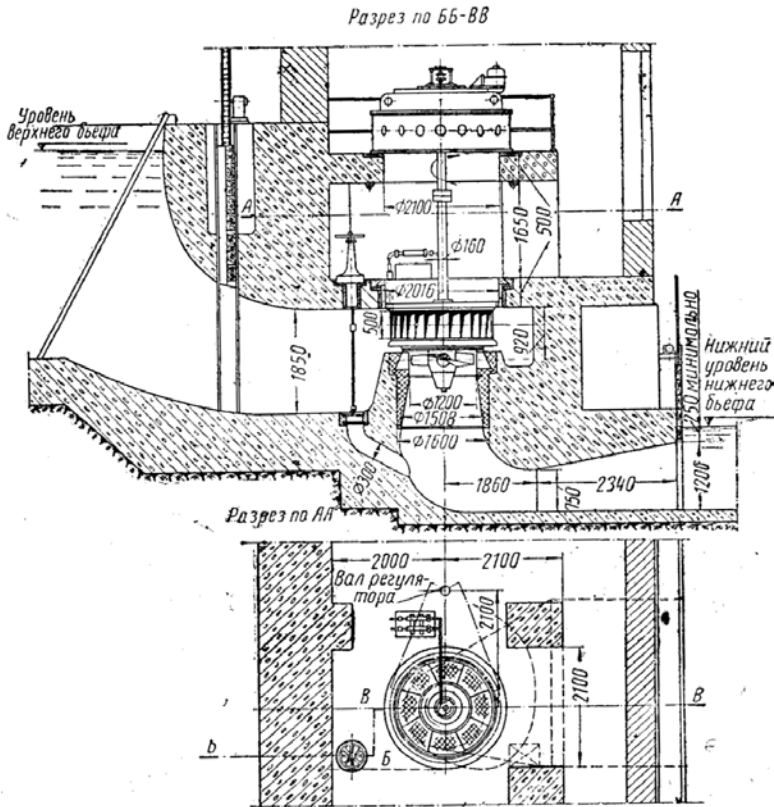 Разрез по ББ-ВВ
Уровень
верхнего бьефа
А
А
Ф2100
Ф160
1650
500
Ф2016
500
920
1850
250 минимально
Нижний
уровень
нижнего
бьефа
Ф1200
Ф1508
Ф1600
Ф300
1860
2340
750
1200
Разрез по АА
2000
2100
Вал регуля-
тора
2100
2100
В
В
Б